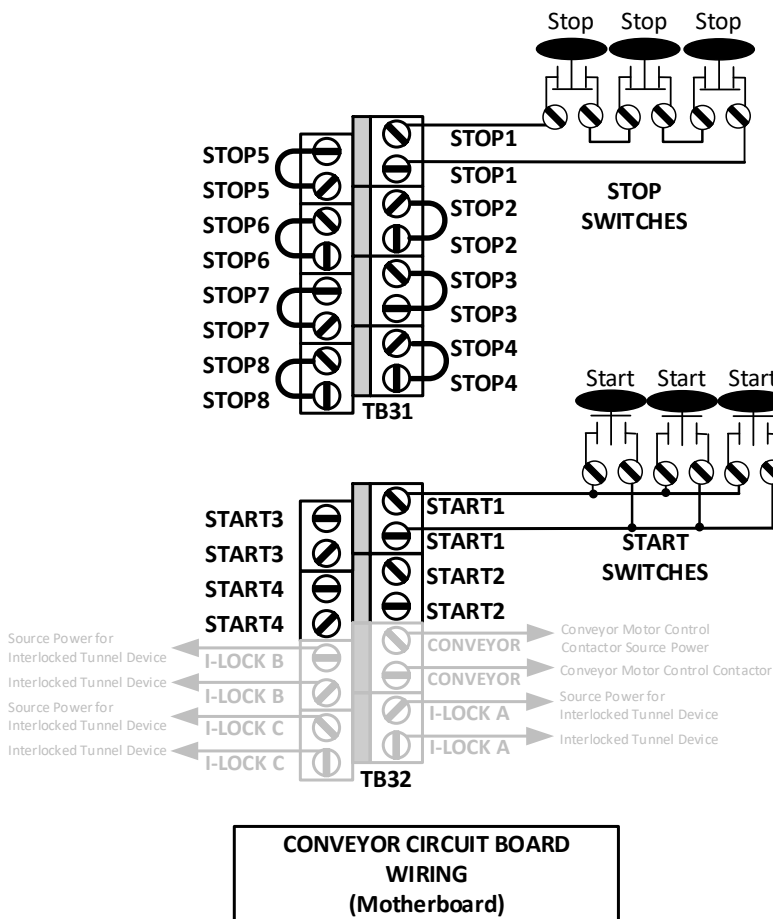 Stop Stop Stop
STOP1
STOP1
STOP2
STOP2
STOP3
STOP3
STOP4
STOP4
STOP5
STOP5
STOP6
STOP6
STOP7
STOP7
STOP8
STOP8
TB31
STOP
SWITCHES
Start Start Start
START1
START1
START2
START2
START3
START3
START4
START4
START
SWITCHES
Source Power for
Interlocked Tunnel Device
Interlocked Tunnel Device
Source Power for
Interlocked Tunnel Device
Interlocked Tunnel Device
I-LOCK B
I-LOCK B
I-LOCK C
I-LOCK C
CONVEYOR
CONVEYOR
I-LOCK A
I-LOCK A
Conveyor Motor Control
Contactor Source Power
Conveyor Motor Control Contactor
Source Power for
Interlocked Tunnel Device
Interlocked Tunnel Device
TB32
CONVEYOR CIRCUIT BOARD
WIRING
(Motherboard)